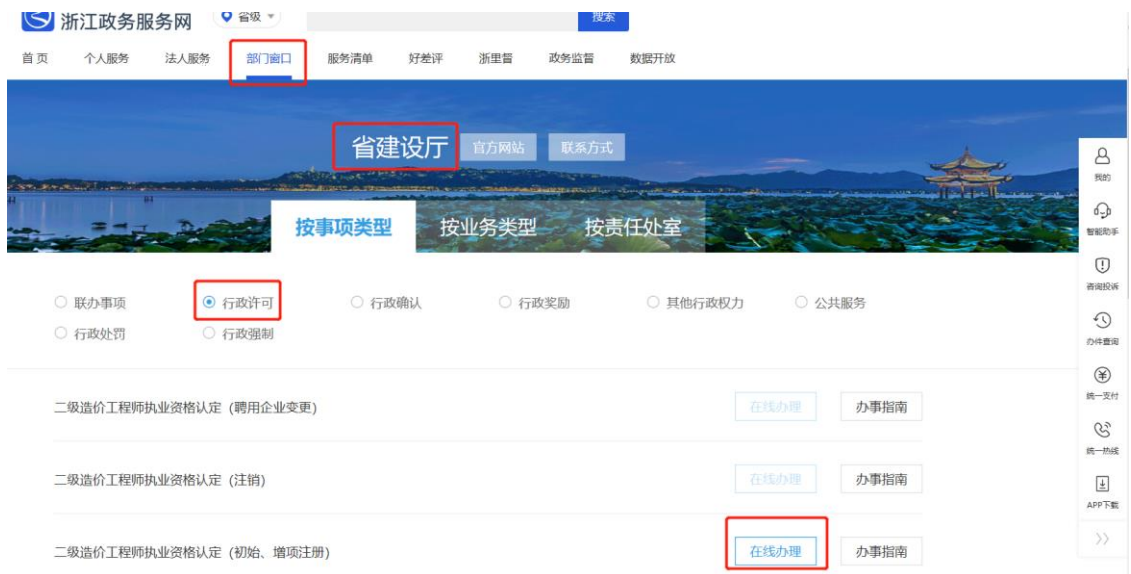 浙江政务服务网 省级 搜索
首页 个人服务 法人服务 部门窗口 服务清单 好差评 浙里督 政务监督 数据开放
省建设厅 官方网站 联系方式
按事项类型 按业务类型 按责任处室
联办事项 行政许可 行政确认 行政奖励 其他行政权力 公共服务
行政处罚 行政强制
二级造价工程师执业资格认定 (聘用企业变更) 在线办理 办事指南
二级造价工程师执业资格认定 (注销) 在线办理 办事指南
二级造价工程师执业资格认定 (初始、增项注册) 在线办理 办事指南
我的
智能助手
咨询投诉
办件查询
统一支付
统一热线
APP下载